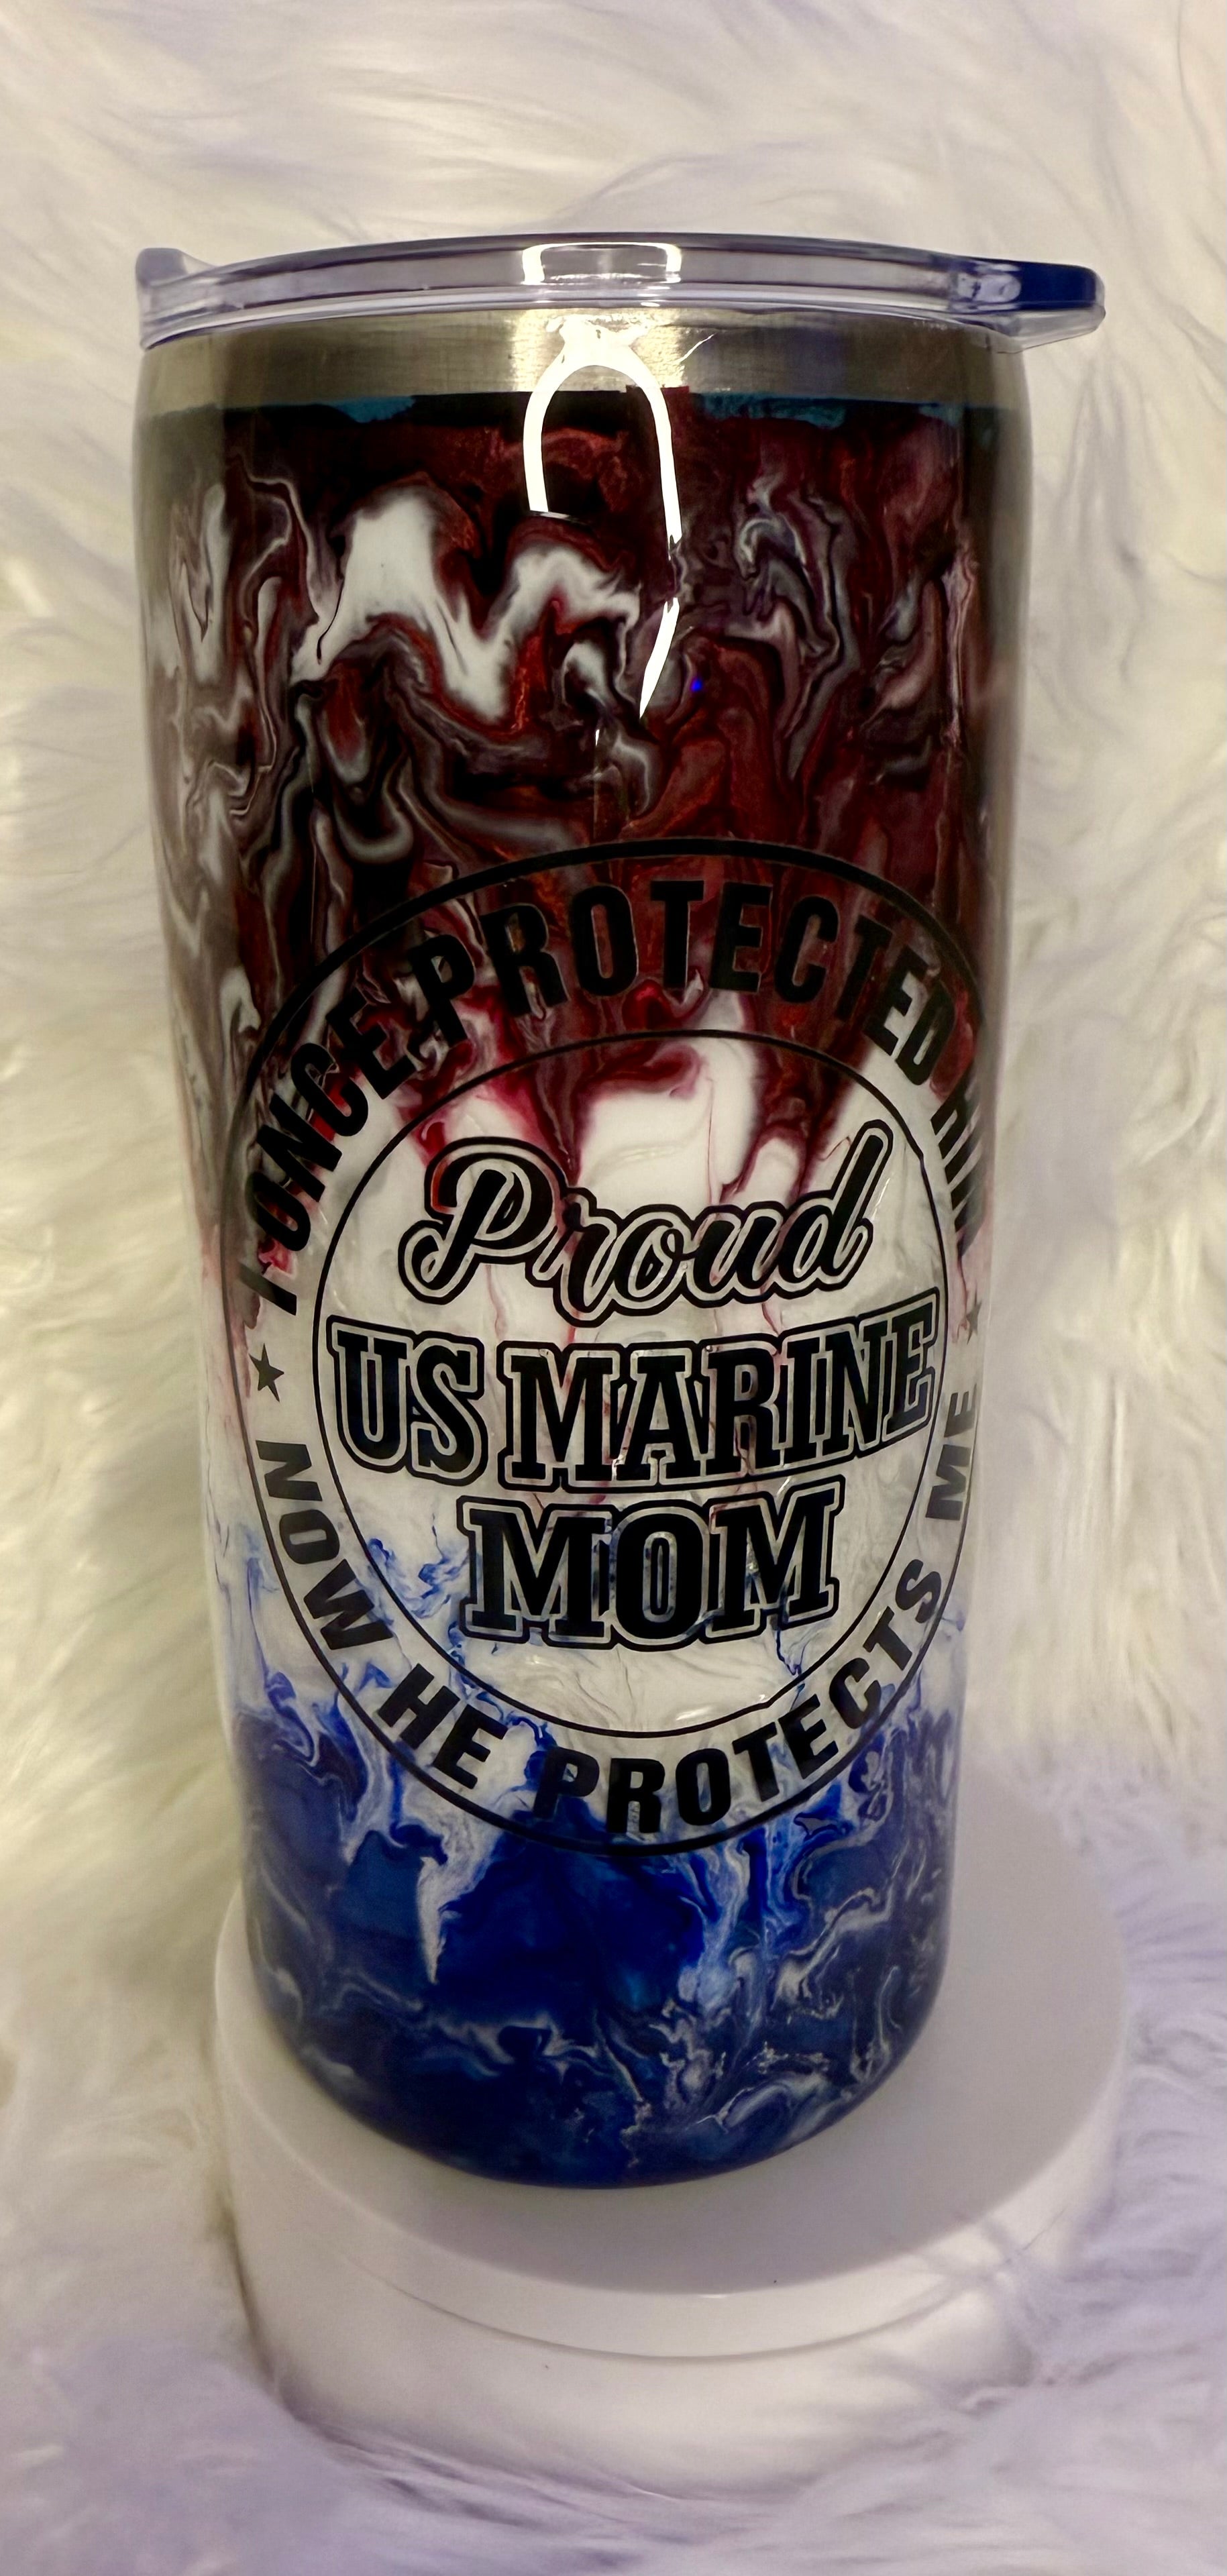 I ONCE PROTECTED HIM
Proud
US MARINE
MOM
NOW HE PROTECTS ME